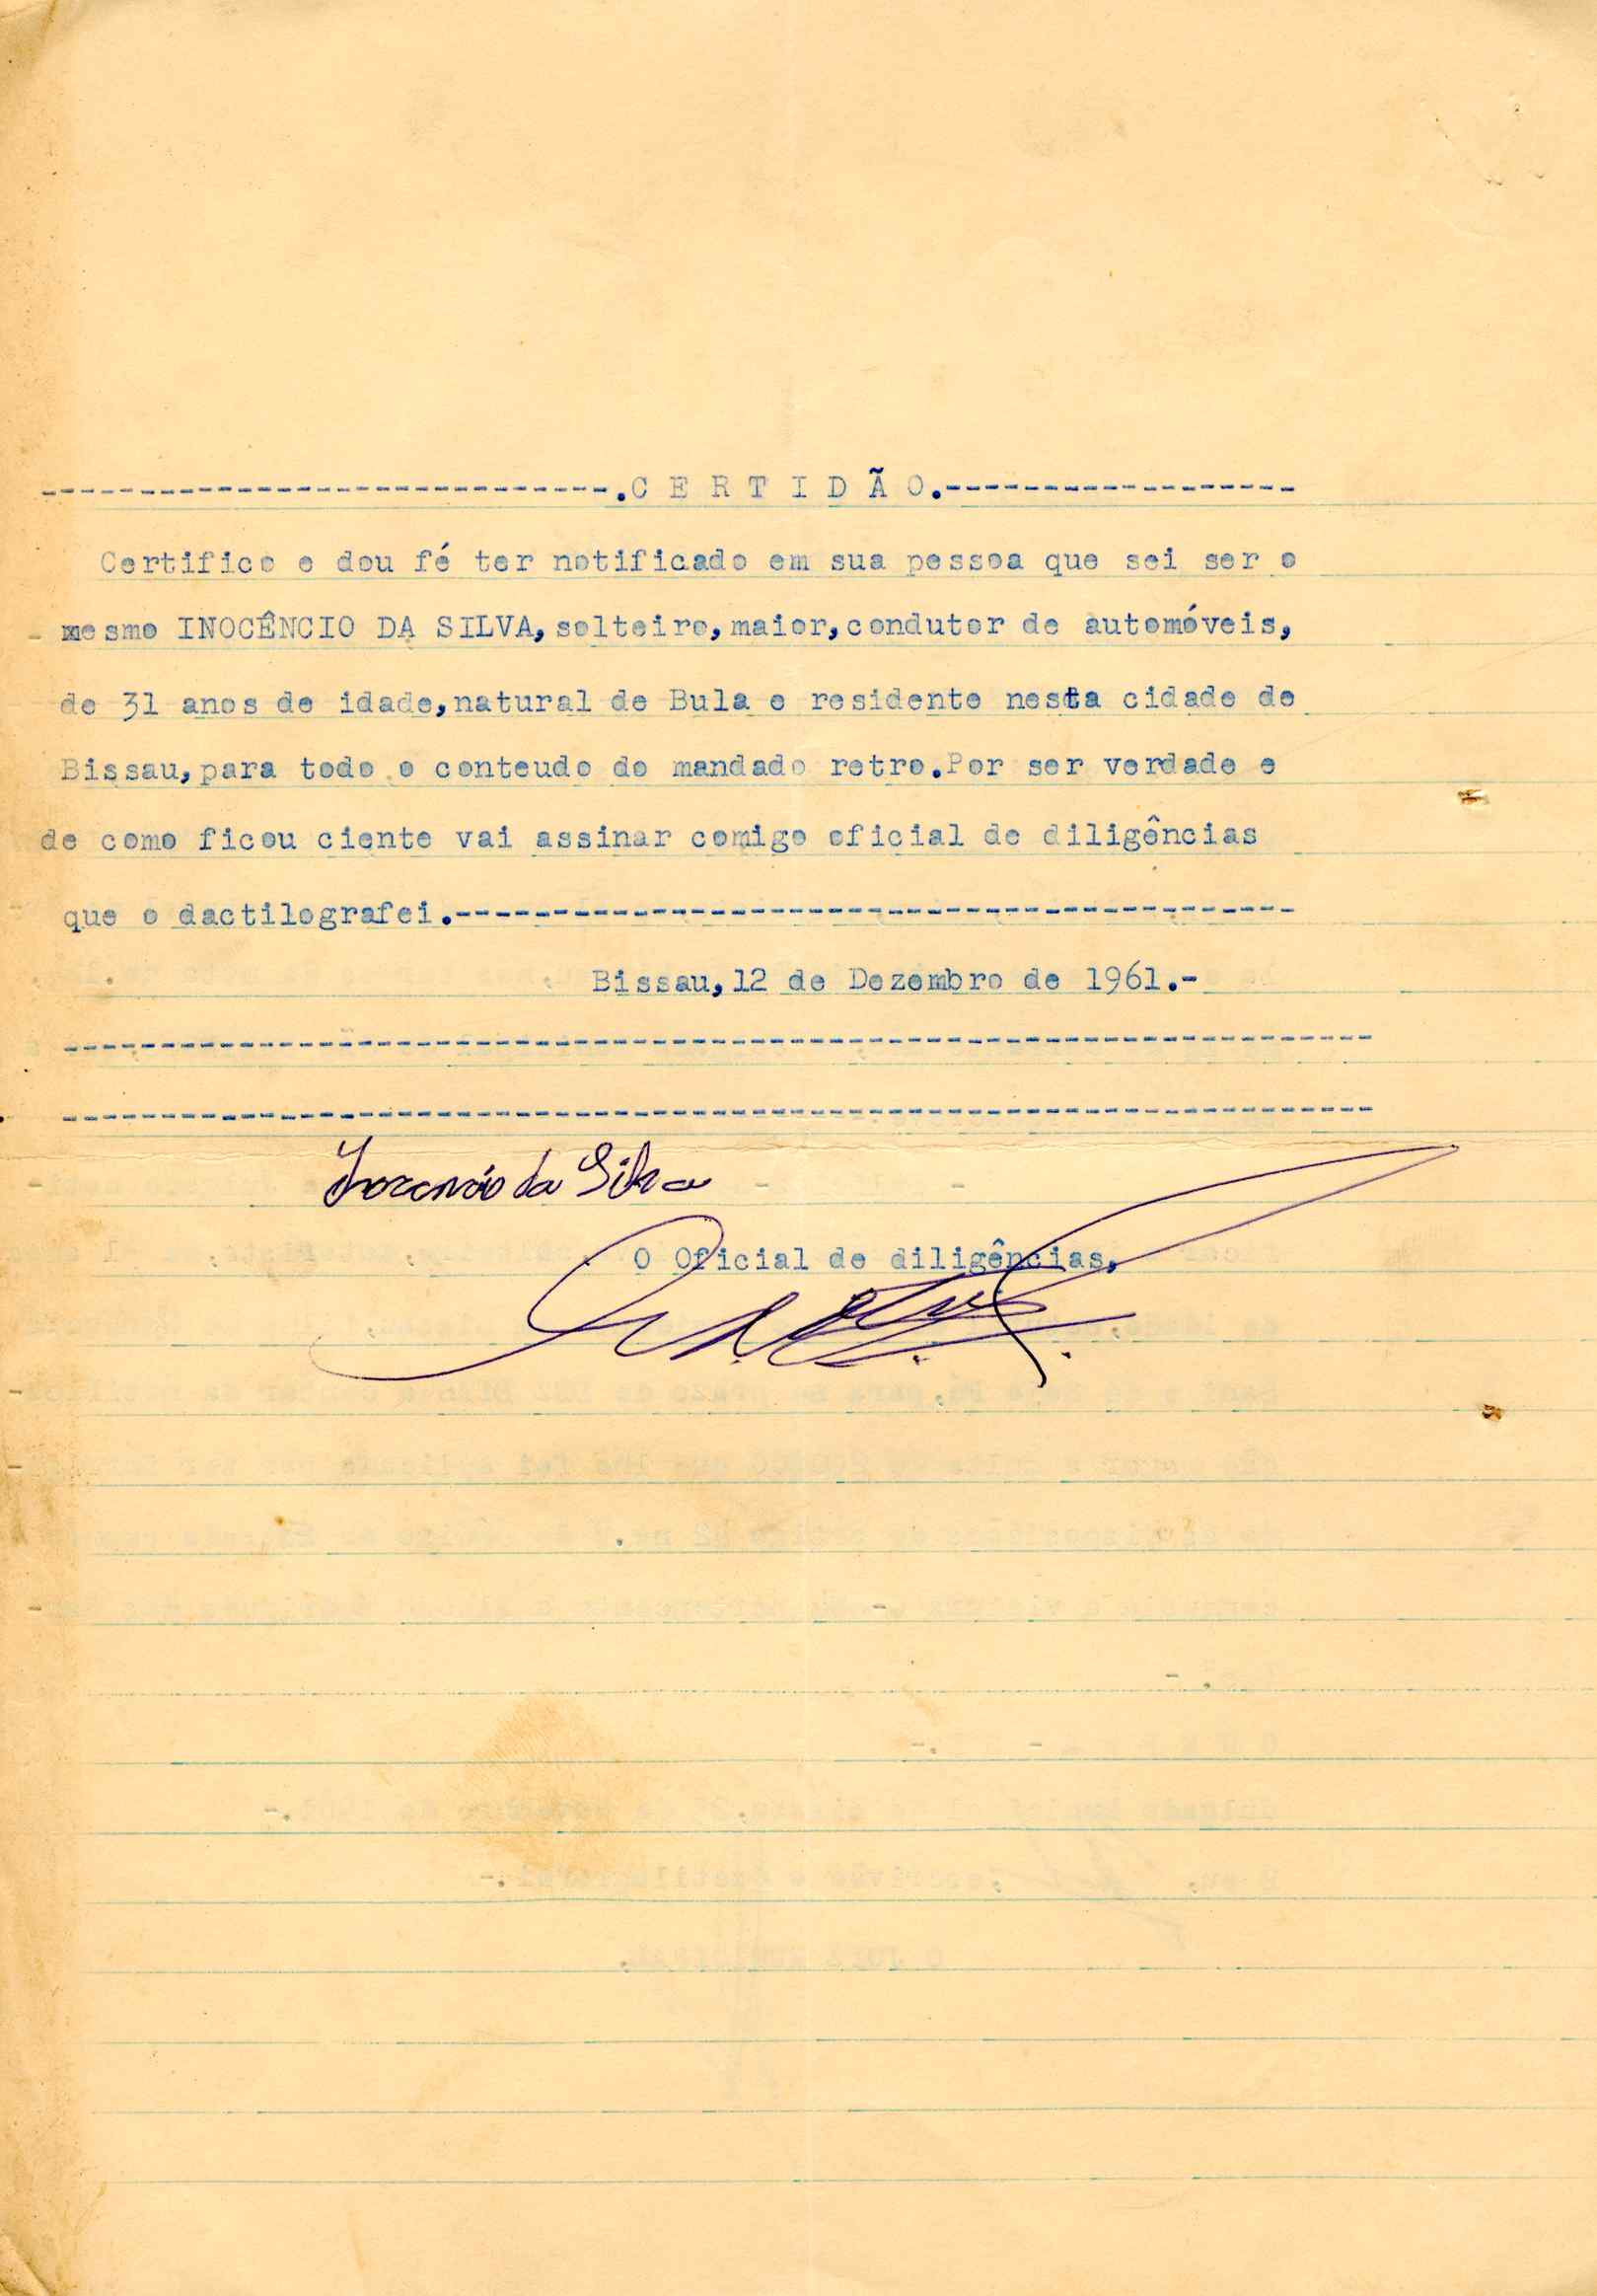 -----------------------------.C E R T I D Ã O.------------------
Certifico e dou fé ter notificado em sua pessoa que sei ser o
mesmo INOCÊNCIO DA SILVA,solteiro,maior,condutor de automóveis,
de 31 anos de idade,natural de Bula e residente nesta cidade de
Bissau,para todo o conteudo do mandado retro.Por ser verdade e
de como ficou ciente vai assinar comigo oficial de diligências
que o dactilografei.-------------------------------------------
Bissau,12 de Dezembro de 1961.-
-------------------------------------------------------------------
-------------------------------------------------------------------
Inocencio da Silva
O Oficial de diligências,